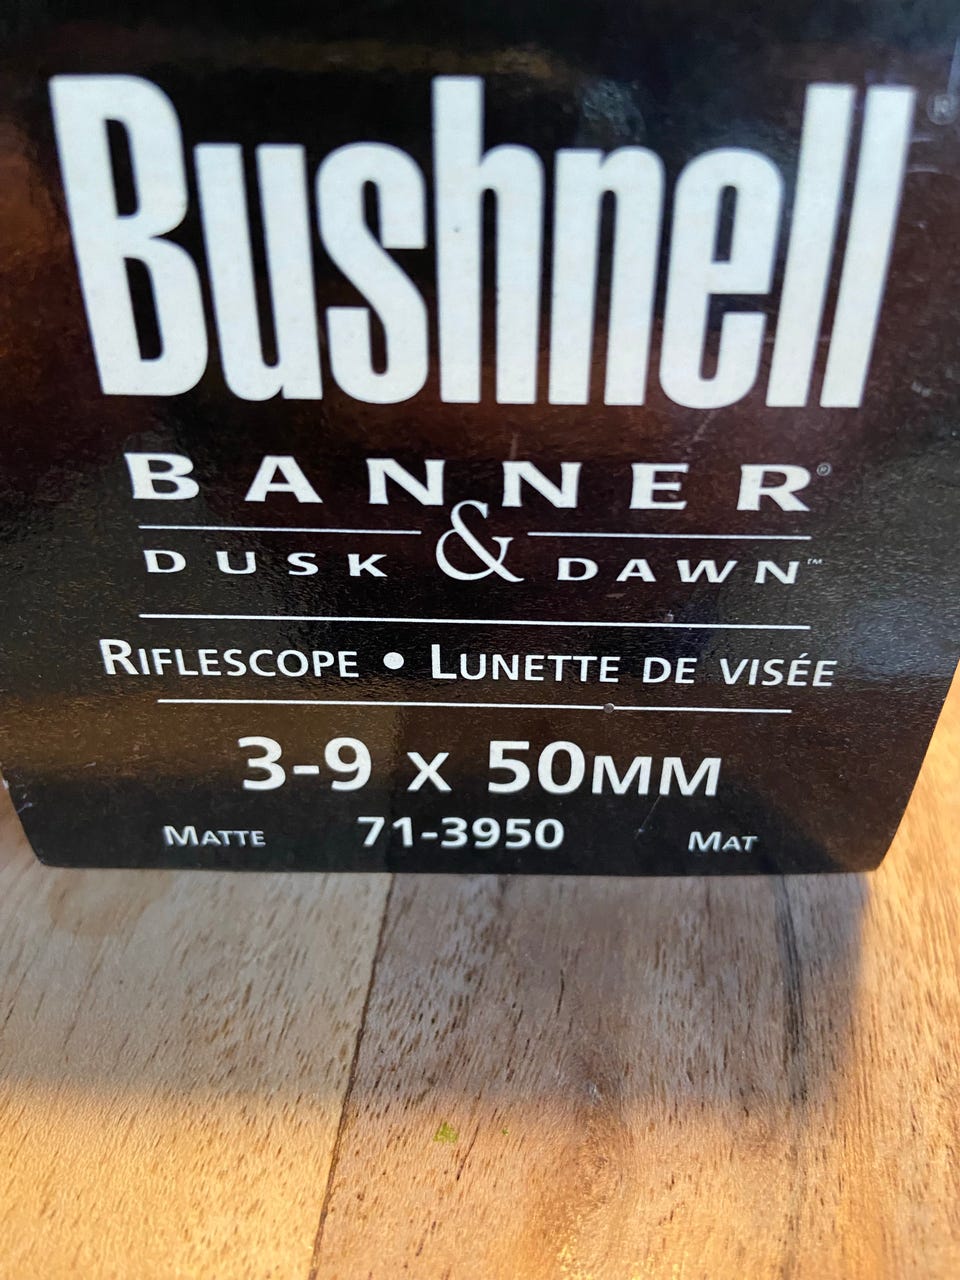 Bushnell®
BANNER®
DUSK & DAWN™
RIFLESCOPE • LUNETTE DE VISÉE
3-9 x 50MM
MATTE 71-3950 MAT